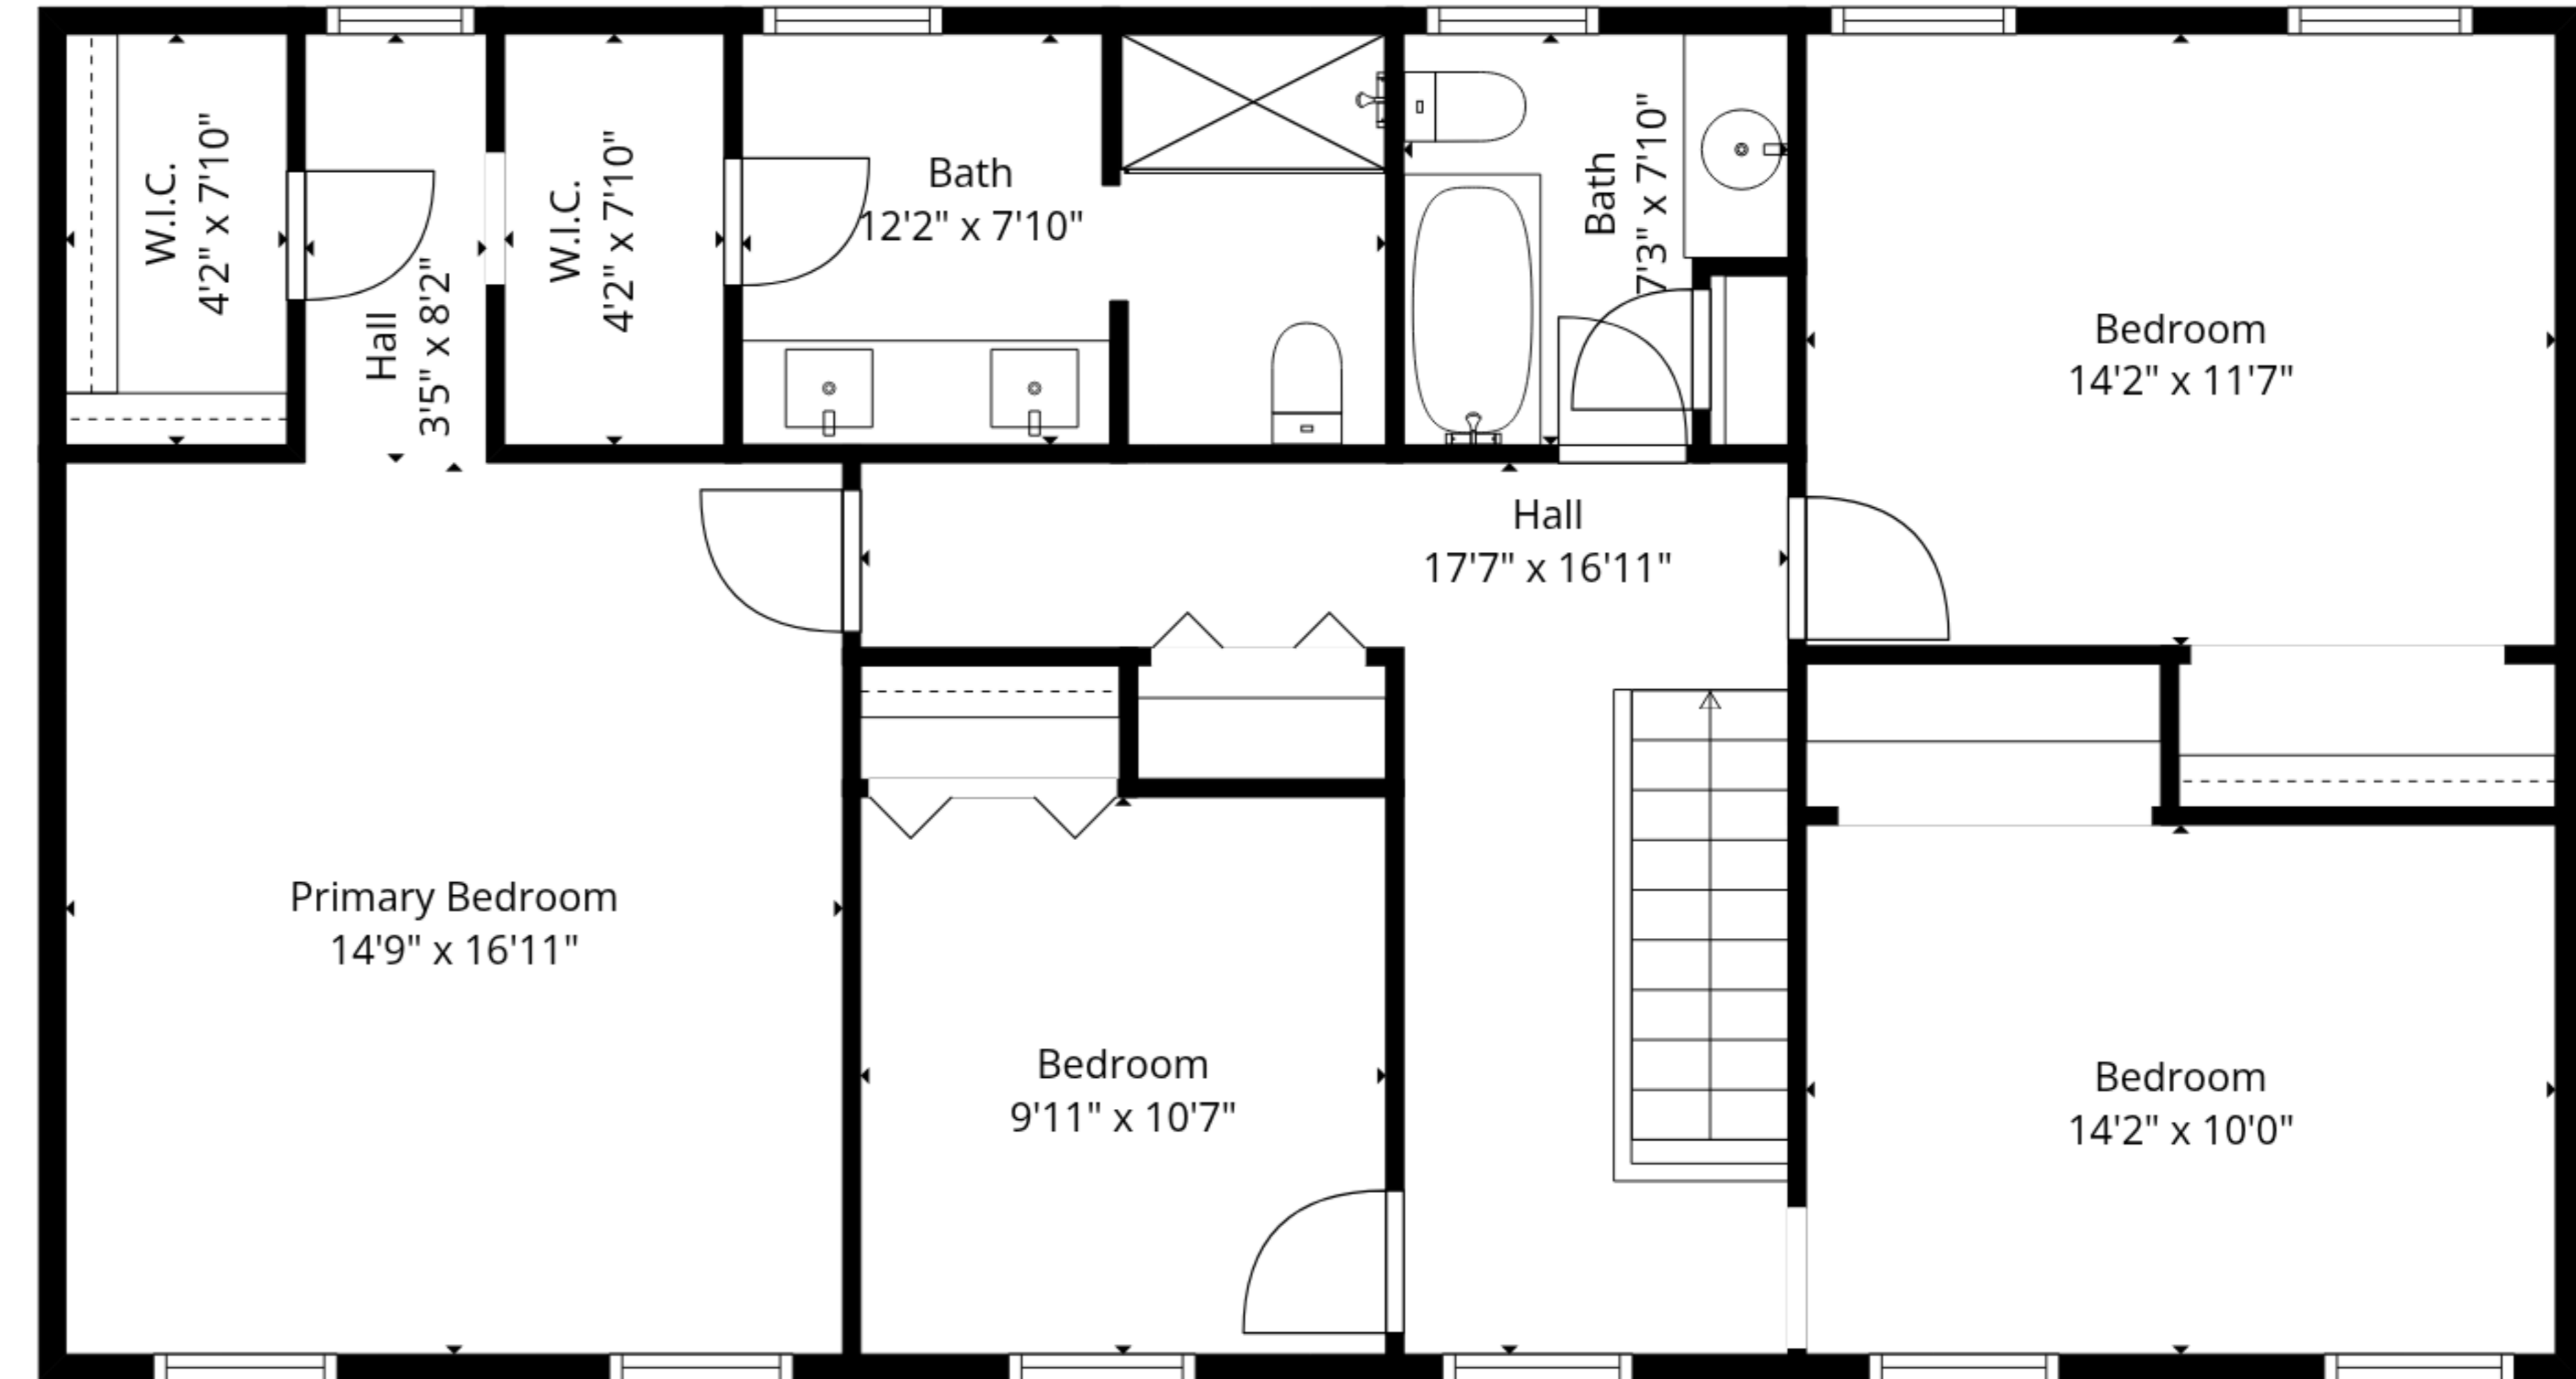 W.I.C.
4'2" x 7'10"
Hall
3'5" x 8'2"
W.I.C.
4'2" x 7'10"
Bath
12'2" x 7'10"
Bath
7'3" x 7'10"
Bedroom
14'2" x 11'7"
Hall
17'7" x 16'11"
Primary Bedroom
14'9" x 16'11"
Bedroom
9'11" x 10'7"
Bedroom
14'2" x 10'0"